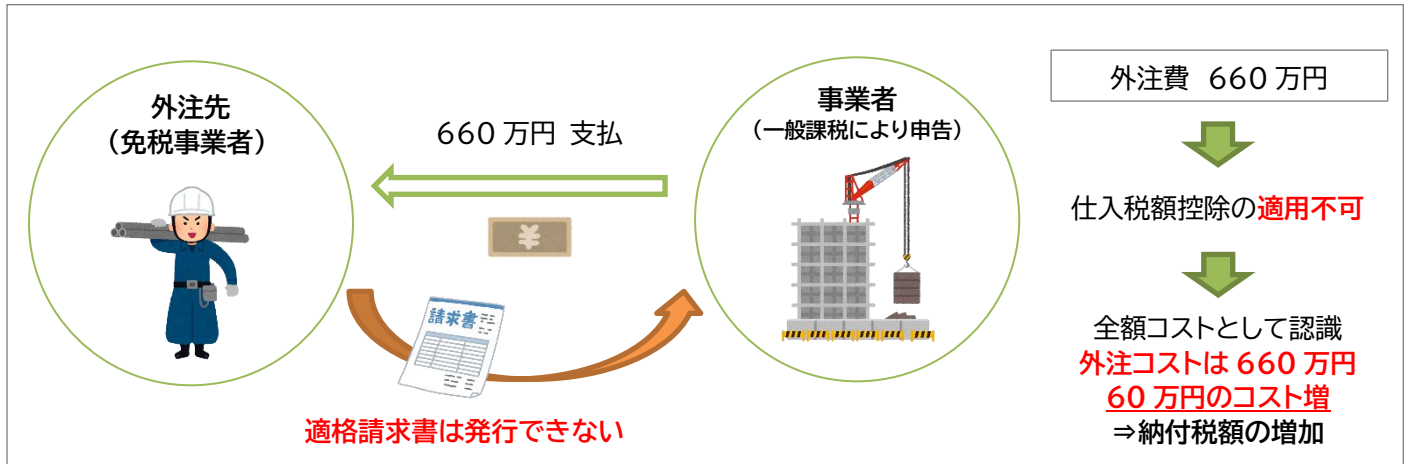 外注先
（免税事業者）
660 万円 支払
¥
請求書
適格請求書は発行できない
事業者
（一般課税により申告）
外注費 660 万円
仕入税額控除の適用不可
全額コストとして認識
外注コストは 660 万円
60 万円のコスト増
⇒納付税額の増加